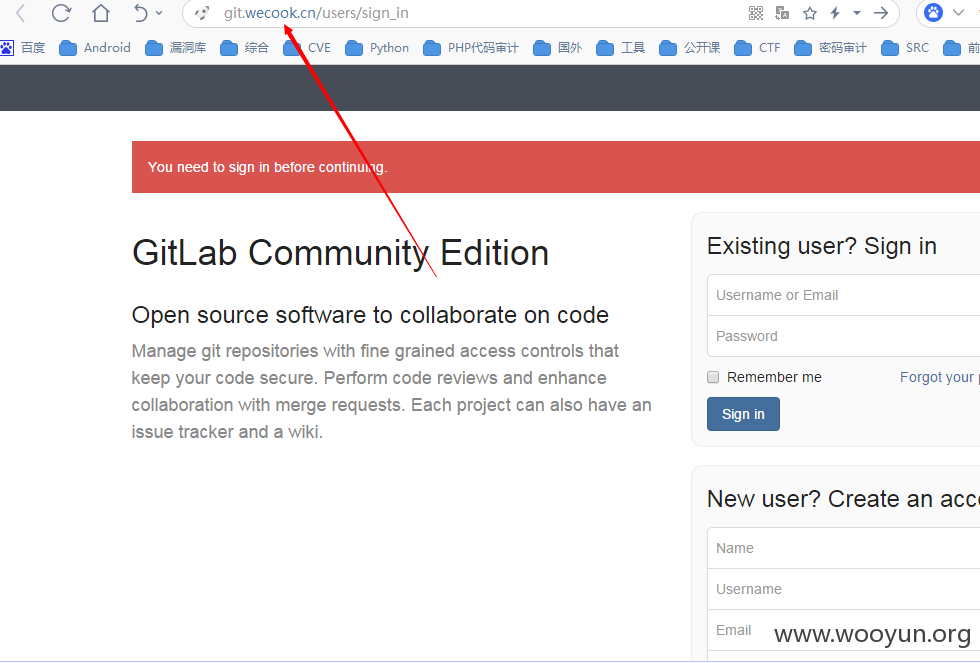 git.wecook.cn/users/sign_in
百度 Android 漏洞库 综合 CVE Python PHP代码审计 国外 工具 公开课 CTF 密码审计 SRC 前
You need to sign in before continuing.
GitLab Community Edition
Open source software to collaborate on code
Manage git repositories with fine grained access controls that
keep your code secure. Perform code reviews and enhance
collaboration with merge requests. Each project can also have an
issue tracker and a wiki.
Existing user? Sign in
Username or Email
Password
Remember me
Forgot your
Sign in
New user? Create an acc
Name
Username
Email
www.wooyun.org